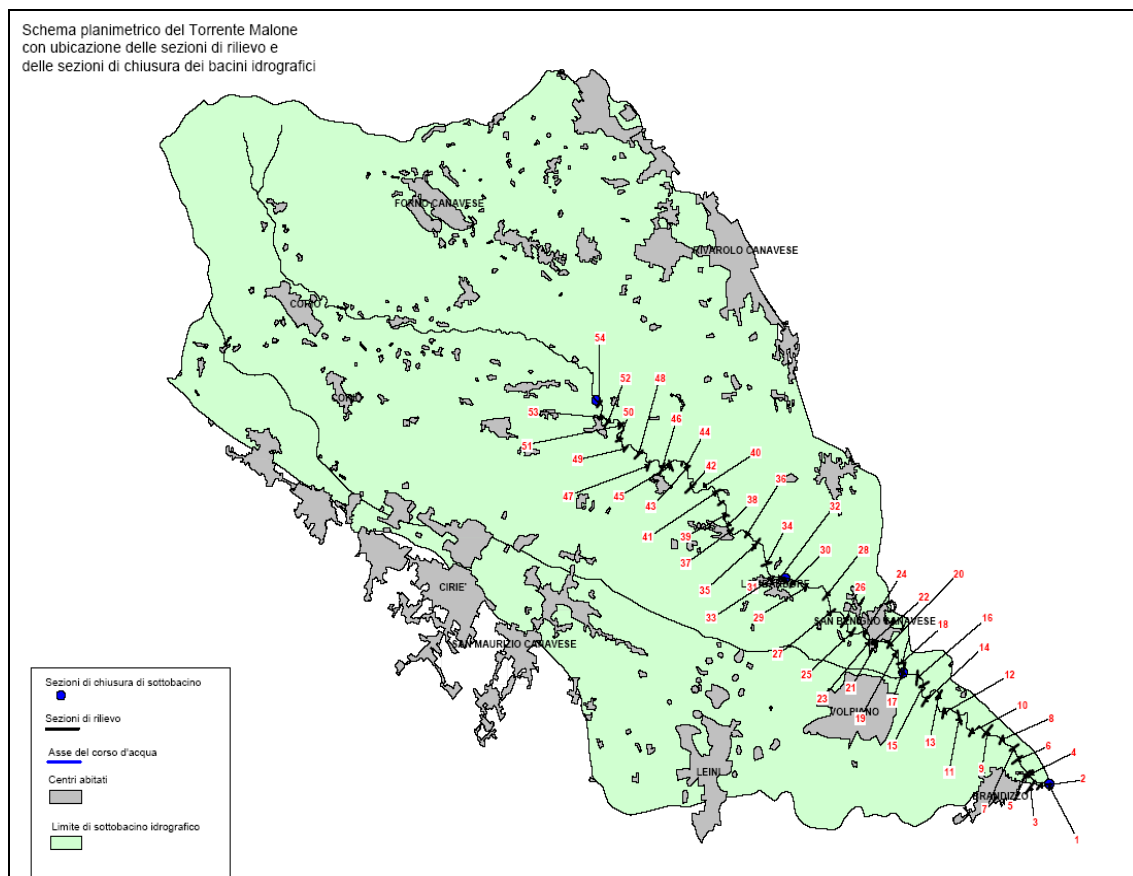 Schema planimetrico del Torrente Malone
con ubicazione delle sezioni di rilievo e
delle sezioni di chiusura dei bacini idrografici
FORNO CANAVESE
RIVAROLO CANAVESE
CORIO
54
CORIO
52
48
53
50
46
44
51
49
42
40
47
45
43
36
38
32
41
39
34
37
30
28
35
L
RE
31
24
20
CIRIE'
33
29
26
22
16
SAN BENIGNO CANAVESE
18
14
SAN MAURIZIO CANAVESE
27
12
25
10
23
21
17
VOLPIANO
8
19
15
13
6
11
9
4
LEINI
2
BRANDIZZO
7
5
3
1
Sezioni di chiusura di sottobacino
Sezioni di rilievo
Asse del corso d'acqua
Centri abitati
Limite di sottobacino idrografico